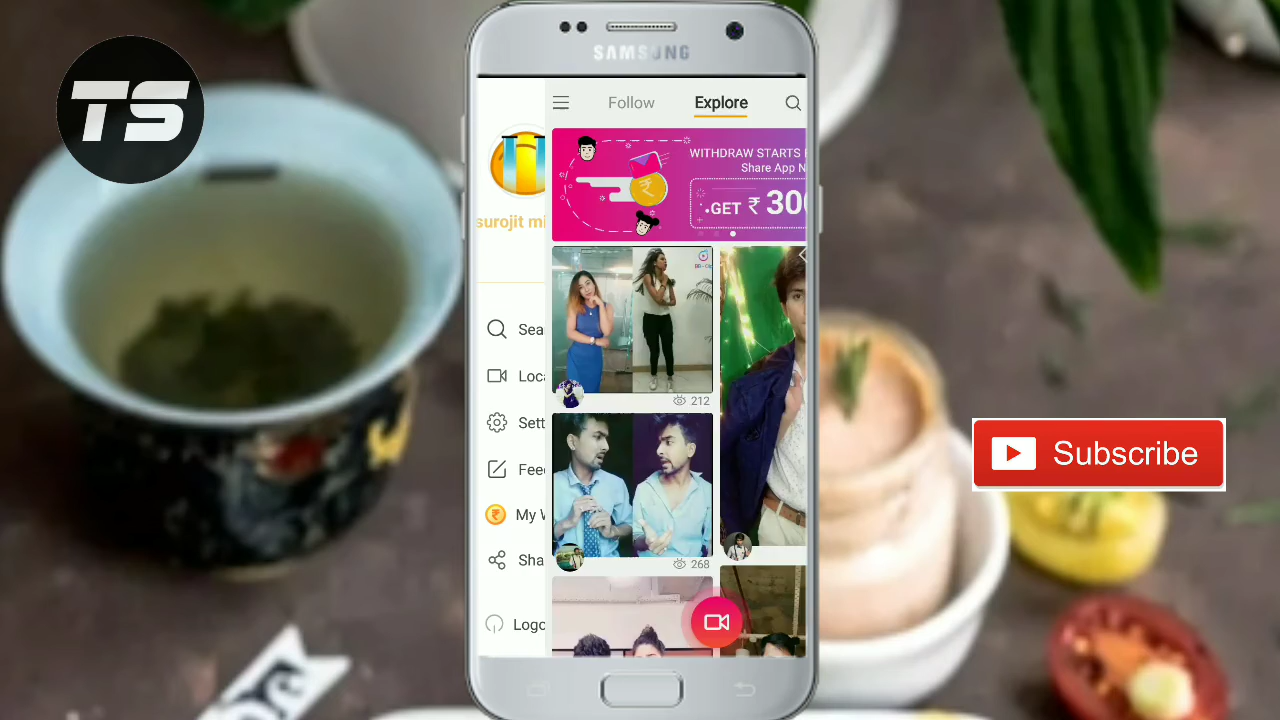 TS
SAMSUNG
Follow
Explore
WITHDRAW STARTS
Share App N
GET ₹ 300
surojit mi
212
Sea
Loca
Sett
Feed
My W
Sha
268
Logo
Subscribe